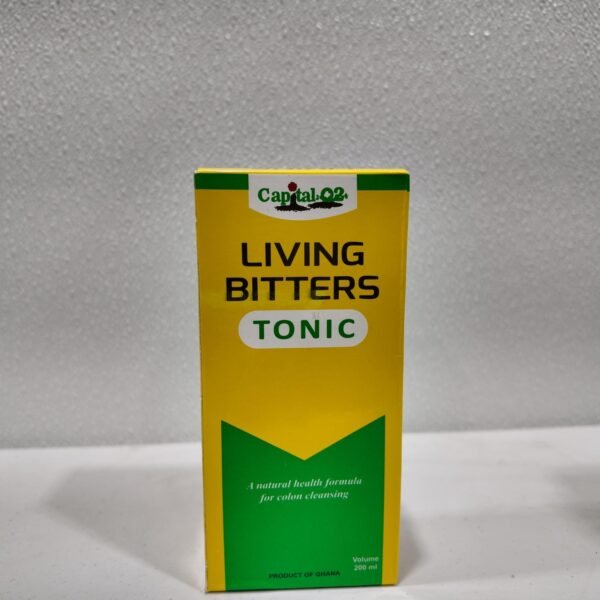 Capital O2
LIVING
BITTERS
TONIC
A natural health formula
for colon cleansing
Volume
200 ml
PRODUCT OF GHANA